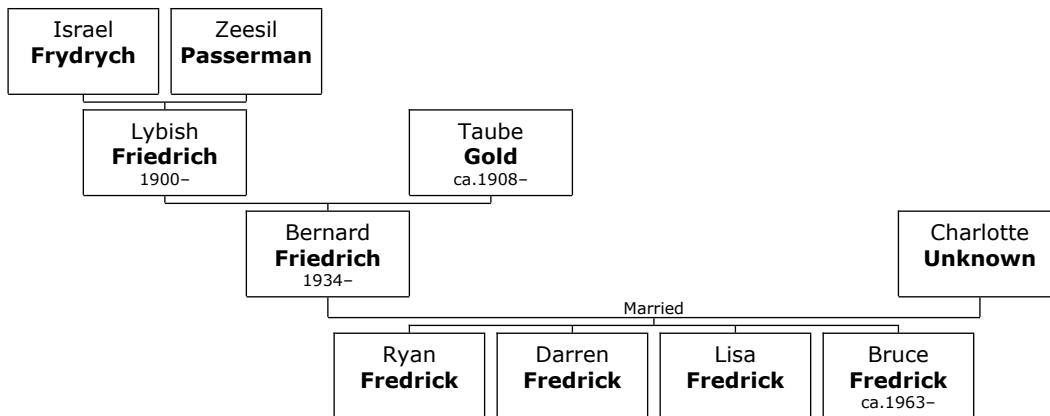 Israel
Frydrych
Zeesil
Passerman
Lybish
Friedrich
1900–
Taube
Gold
ca.1908–
Bernard
Friedrich
1934–
Charlotte
Unknown
Married
Ryan
Fredrick
Darren
Fredrick
Lisa
Fredrick
Bruce
Fredrick
ca.1963–